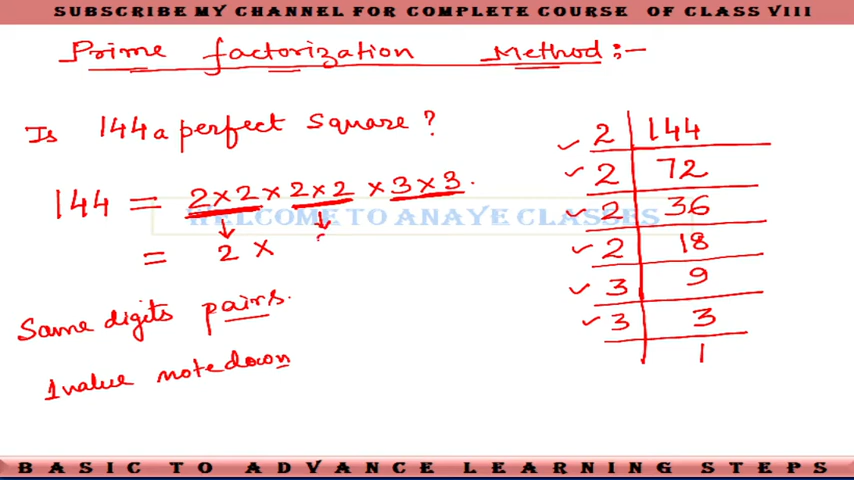 SUBSCRIBE MY CHANNEL FOR COMPLETE COURSE OF CLASS VIII
Prime factorization Method:-
Is 144 a perfect square?
144 = 2×2×2×2×3×3.
WELCOME TO ANAYE CLASSES
= 2×
Same digits pairs.
1 value notedown
2 144
2 72
2 36
2 18
3 9
3 3
1
BASIC TO ADVANCE LEARNING STEPS